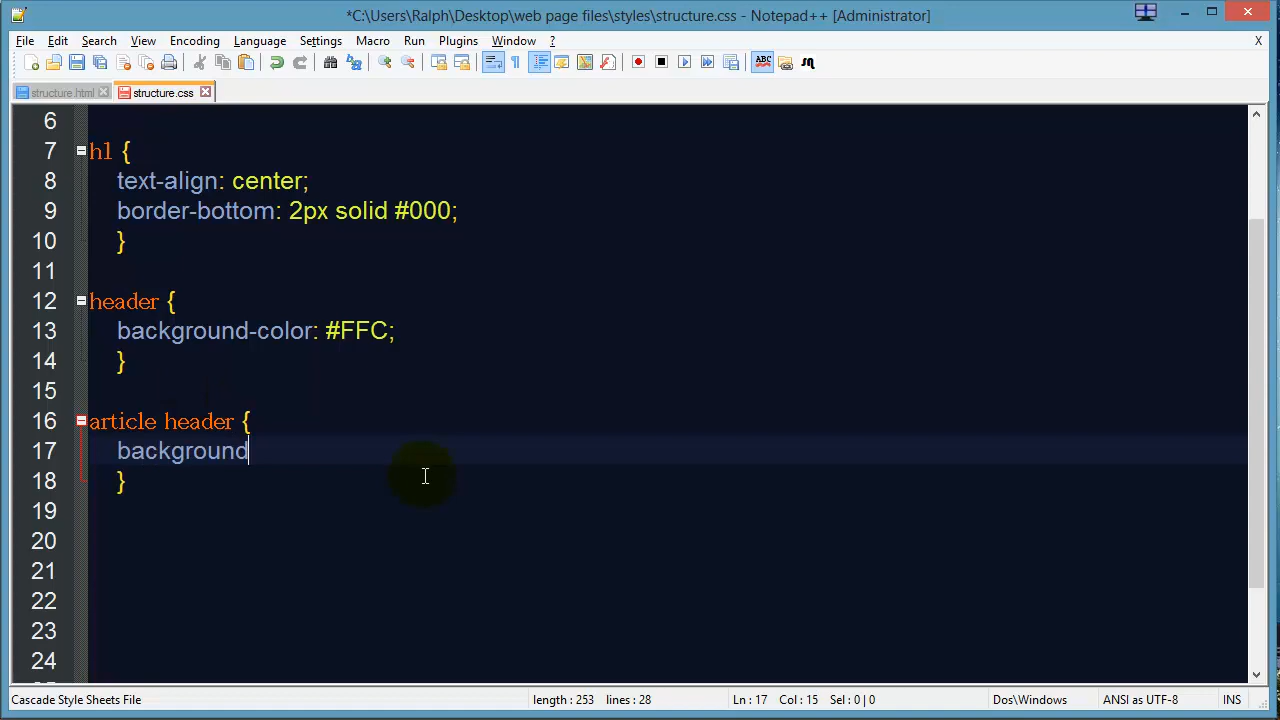 *C:\Users\Ralph\Desktop\web page files\styles\structure.css - Notepad++ [Administrator]
File Edit Search View Encoding Language Settings Macro Run Plugins Window ? X
ABC
structure.html structure.css
6
7 h1 {
8 text-align: center;
9 border-bottom: 2px solid #000;
10 }
11
12 header {
13 background-color: #FFC;
14 }
15
16 article header {
17 background
18 }
19
20
21
22
23
24
Cascade Style Sheets File length : 253 lines : 28 Ln : 17 Col : 15 Sel : 0 | 0 Dos\Windows ANSI as UTF-8 INS